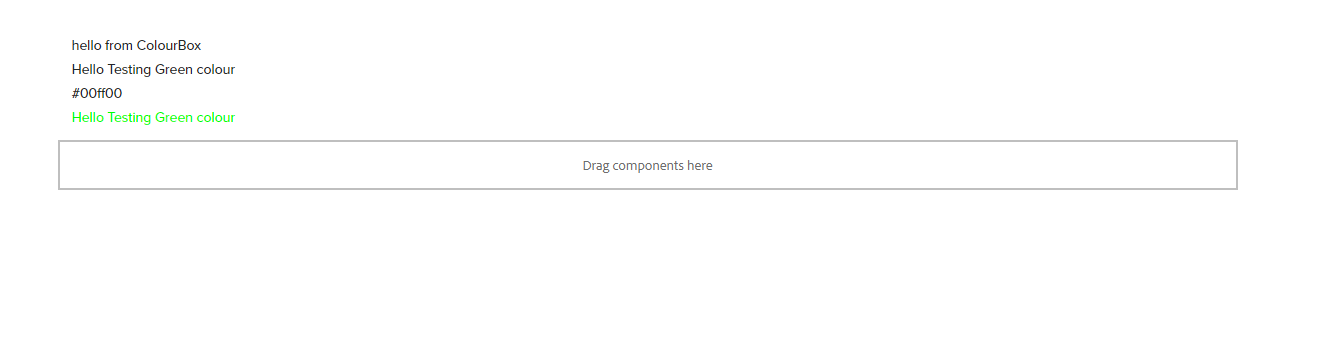 hello from ColourBox
Hello Testing Green colour
#00ff00
Hello Testing Green colour
Drag components here